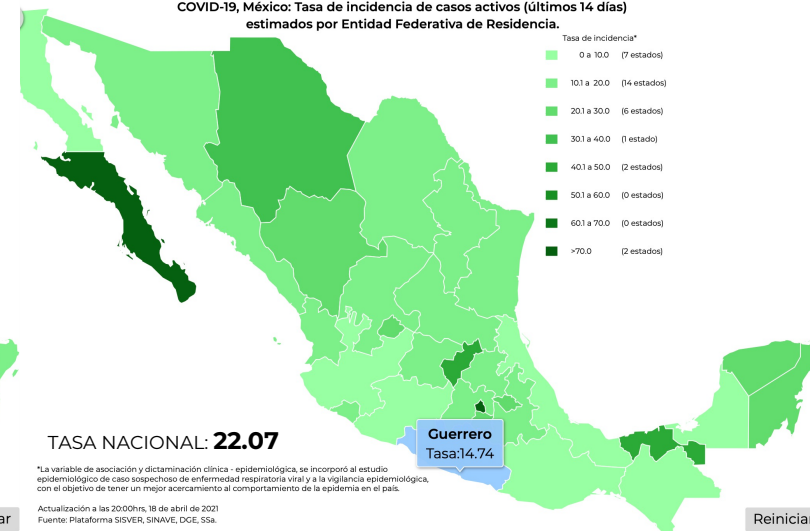 COVID-19, México: Tasa de incidencia de casos activos (últimos 14 días)
estimados por Entidad Federativa de Residencia.
Tasa de incidencia*
0 a 10.0 (7 estados)
10.1 a 20.0 (14 estados)
20.1 a 30.0 (6 estados)
30.1 a 40.0 (1 estado)
40.1 a 50.0 (2 estados)
50.1 a 60.0 (0 estados)
60.1 a 70.0 (0 estados)
>70.0 (2 estados)
Guerrero
Tasa:14.74
TASA NACIONAL: 22.07
*La variable de asociación y dictaminación clínica - epidemiológica, se incorporó al estudio
epidemiológico de caso sospechoso de enfermedad respiratoria viral y a la vigilancia epidemiológica,
con el objetivo de tener un mejor acercamiento al comportamiento de la epidemia en el país.
Actualización a las 20:00hrs, 18 de abril de 2021
Fuente: Plataforma SISVER, SINAVE, DGE, SSa.
ar
Reiniciar